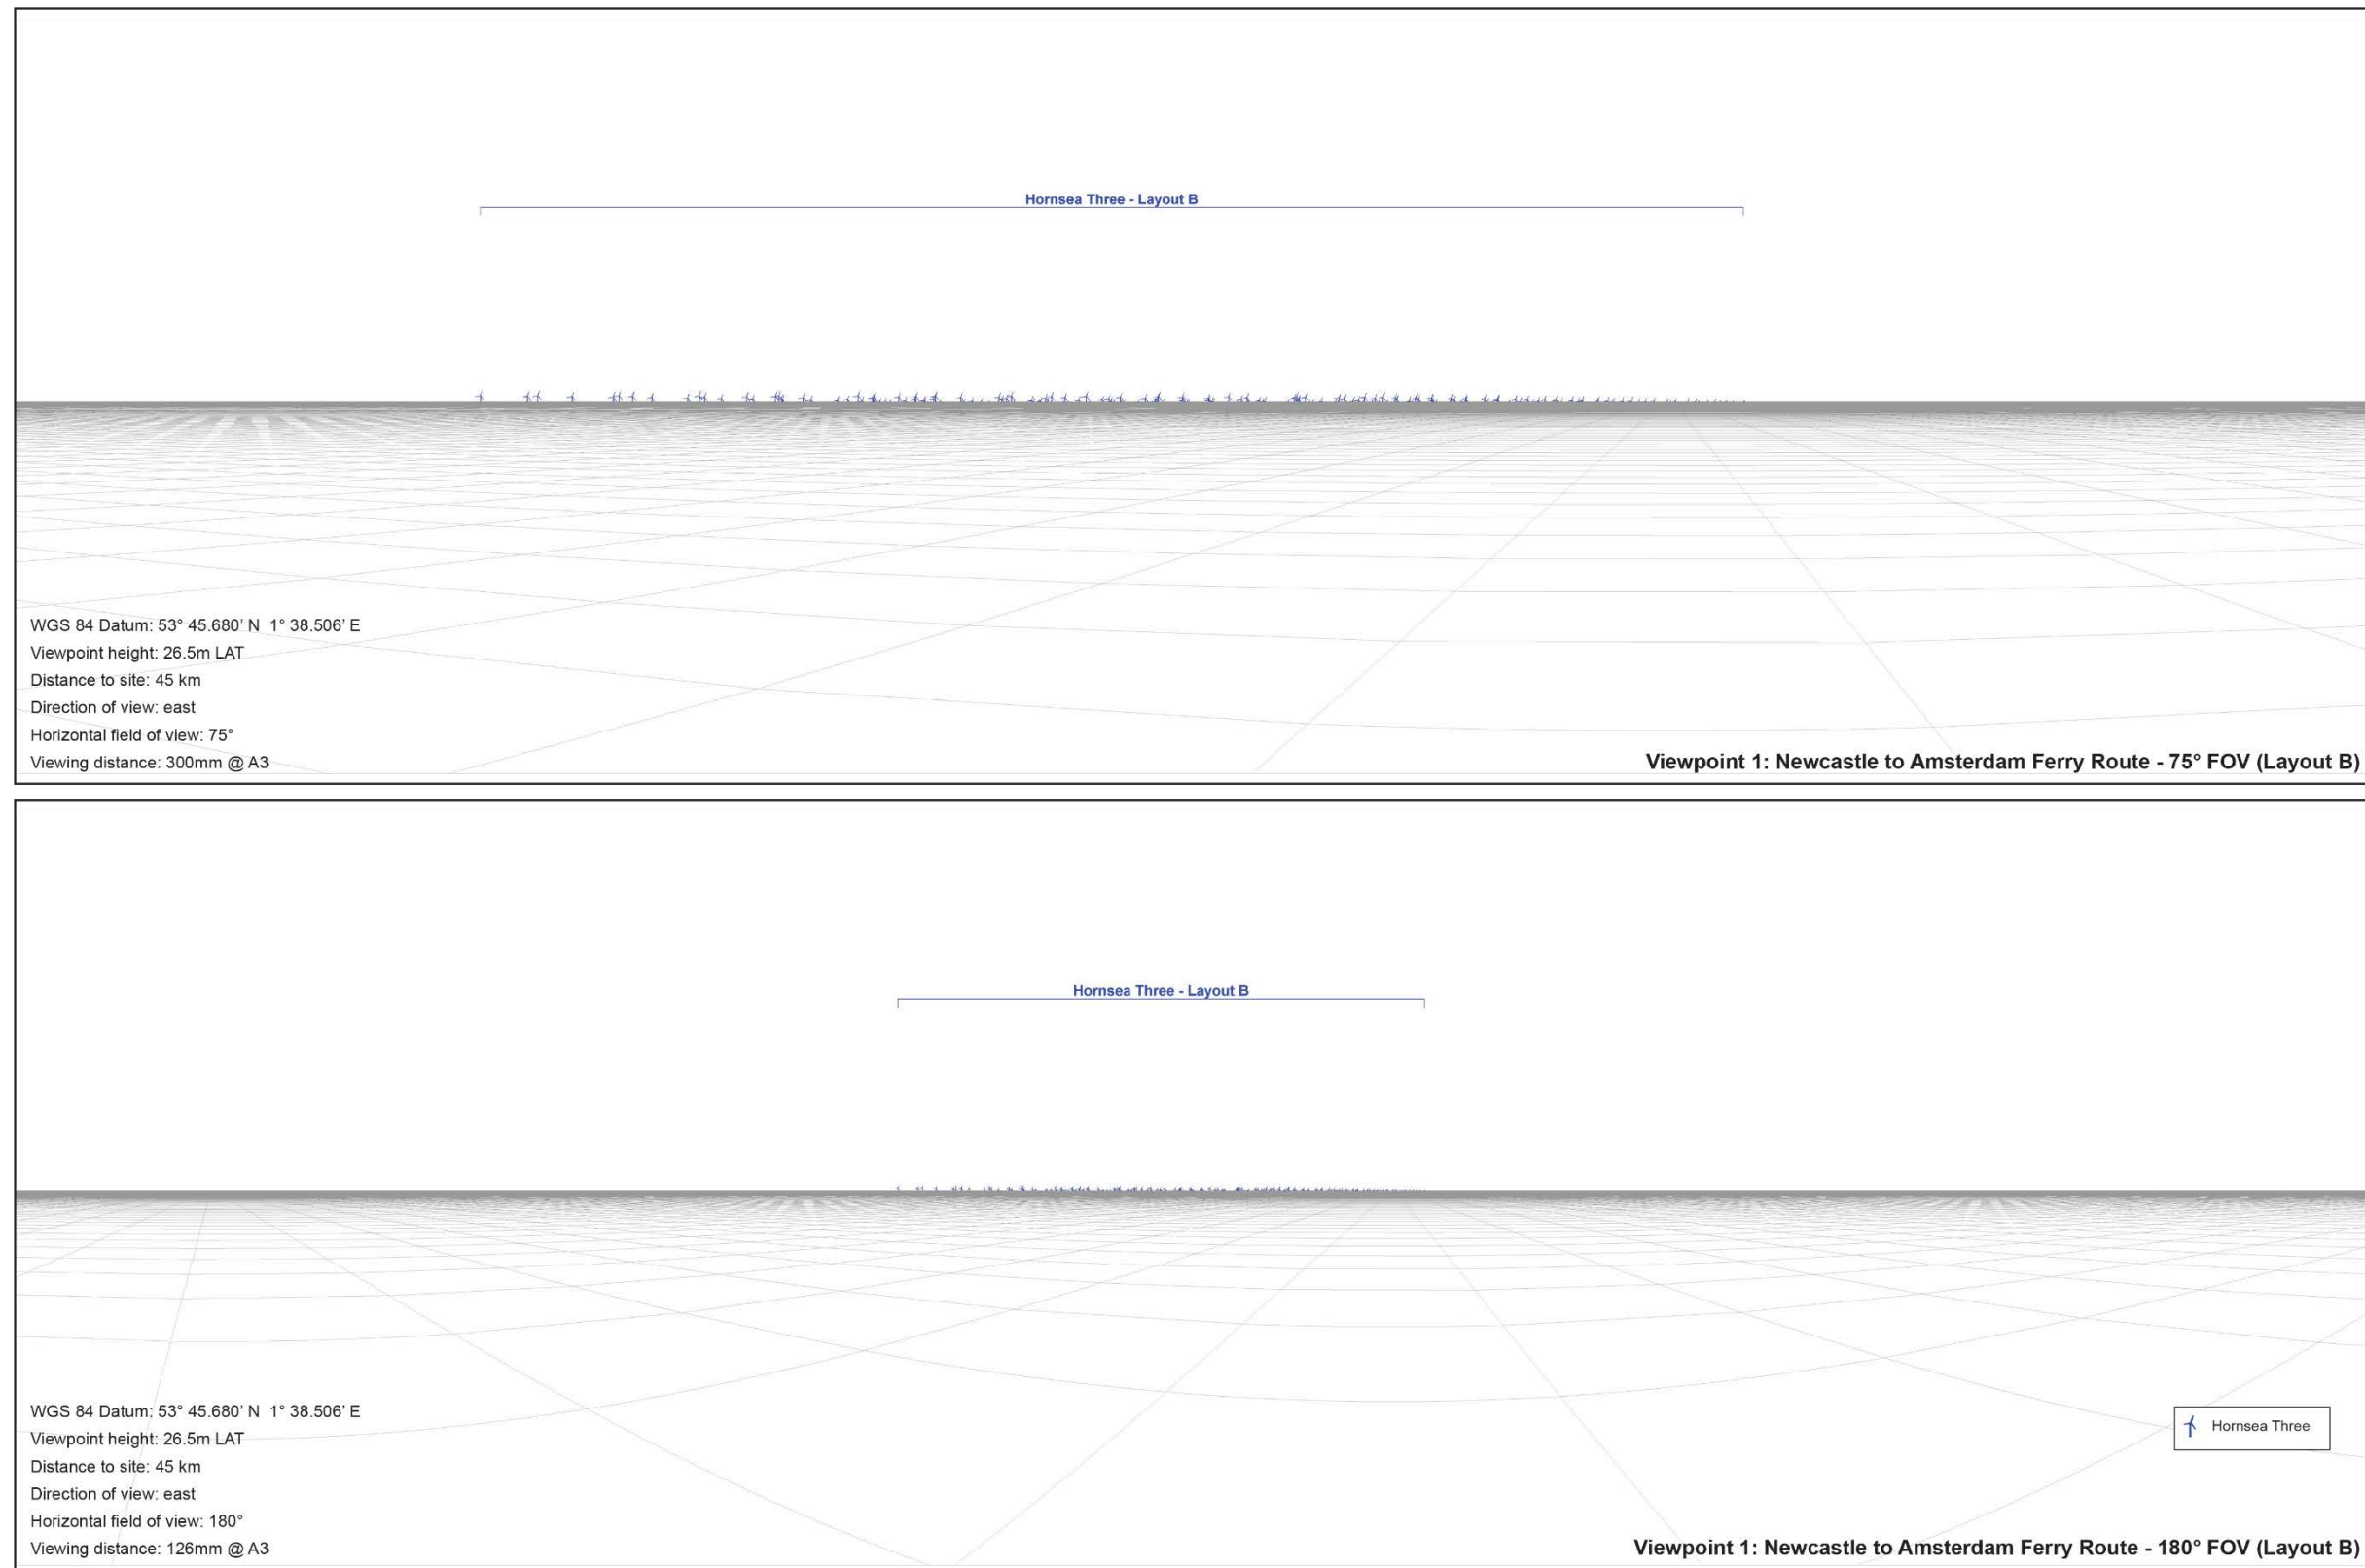 Hornsea Three - Layout B
WGS 84 Datum: 53° 45.680’ N  1° 38.506’ E
Viewpoint height: 26.5m LAT
Distance to site: 45 km
Direction of view: east
Horizontal field of view: 75°
Viewing distance: 300mm @ A3
Viewpoint 1: Newcastle to Amsterdam Ferry Route - 75° FOV (Layout B)
Hornsea Three - Layout B
Hornsea Three
WGS 84 Datum: 53° 45.680’ N  1° 38.506’ E
Viewpoint height: 26.5m LAT
Distance to site: 45 km
Direction of view: east
Horizontal field of view: 180°
Viewing distance: 126mm @ A3
Viewpoint 1: Newcastle to Amsterdam Ferry Route - 180° FOV (Layout B)